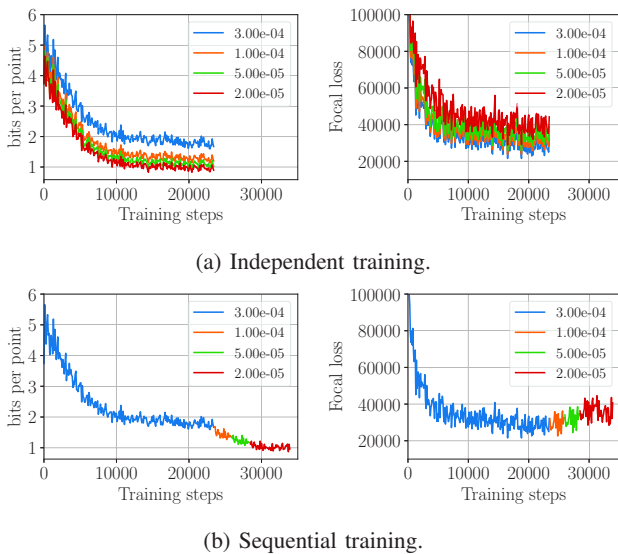 6
5
4
3
2
1
bits per point
3.00e-04
1.00e-04
5.00e-05
2.00e-05
0 10000 20000 30000
Training steps
100000
80000
60000
40000
20000
Focal loss
3.00e-04
1.00e-04
5.00e-05
2.00e-05
0 10000 20000 30000
Training steps
(a) Independent training.
6
5
4
3
2
1
bits per point
3.00e-04
1.00e-04
5.00e-05
2.00e-05
0 10000 20000 30000
Training steps
100000
80000
60000
40000
20000
Focal loss
3.00e-04
1.00e-04
5.00e-05
2.00e-05
0 10000 20000 30000
Training steps
(b) Sequential training.